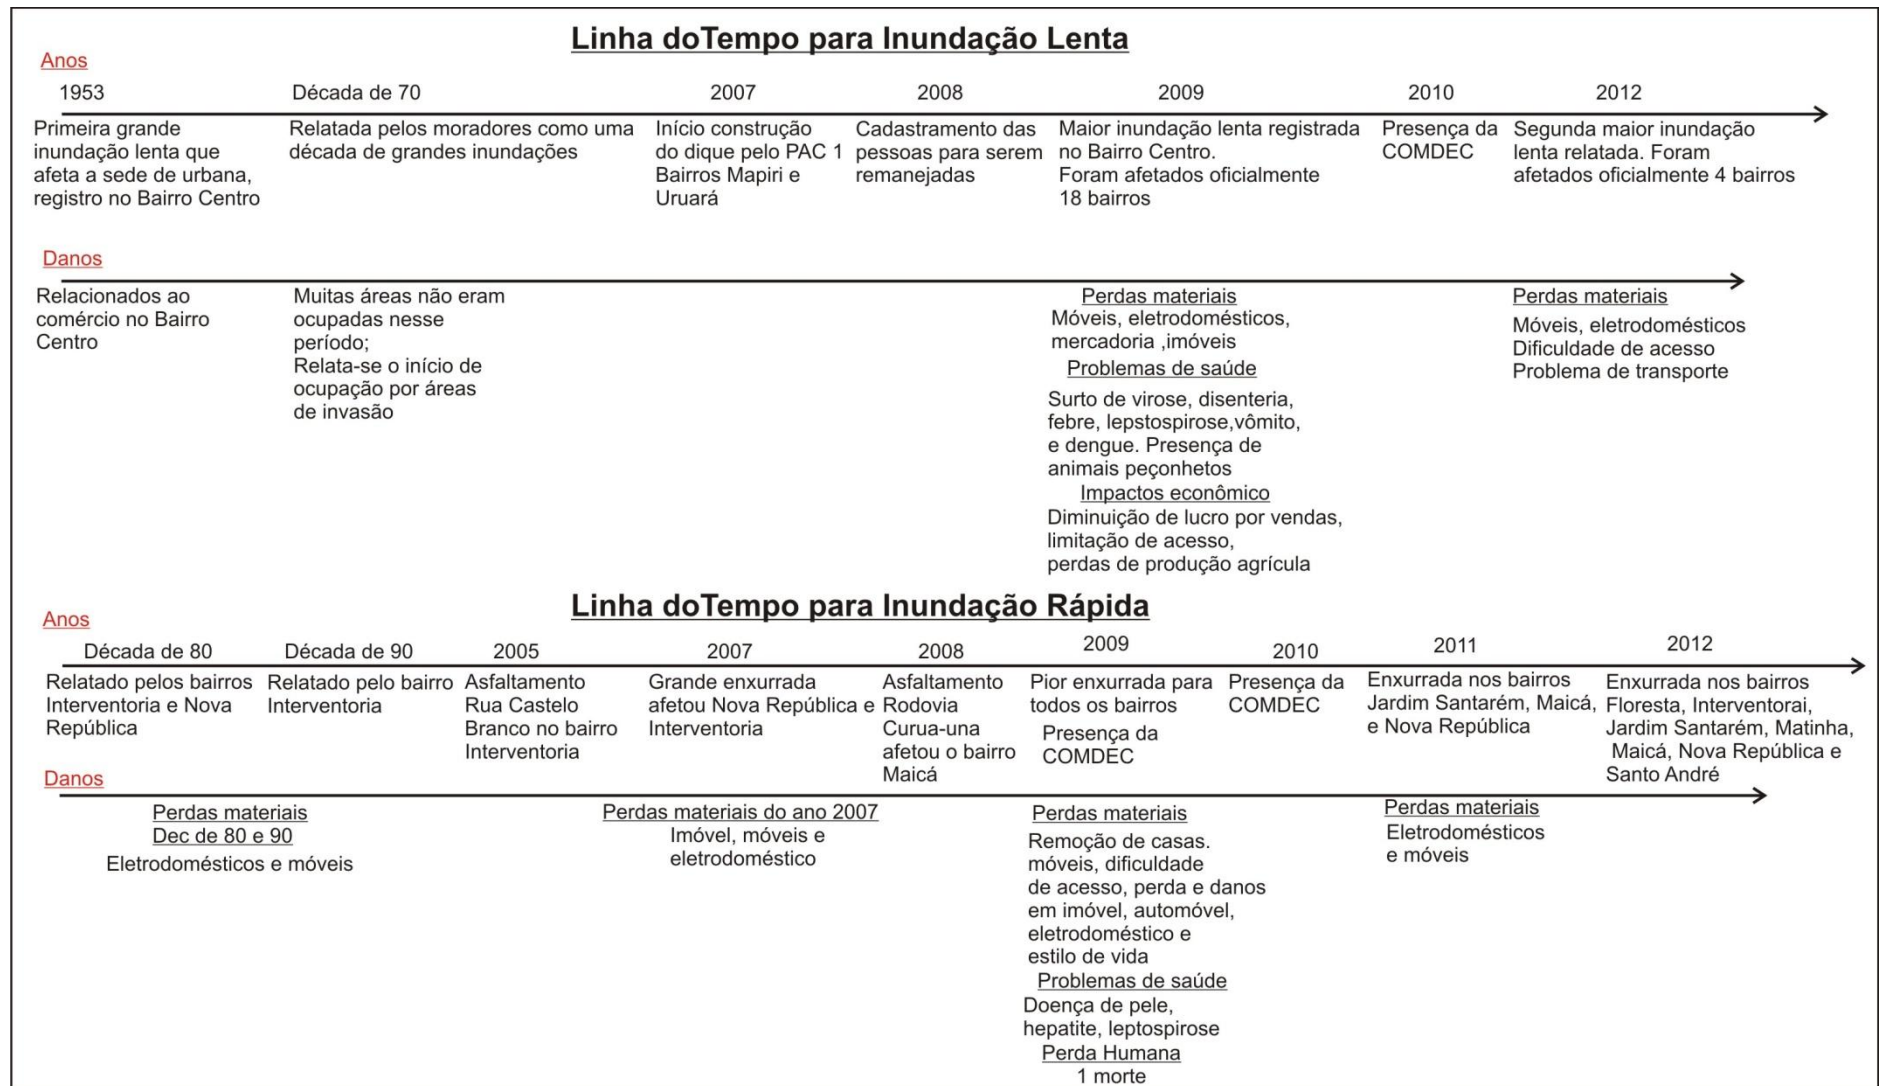 Linha doTempo para Inundação Lenta
Anos
1953
Década de 70
2007
2008
2009
2010
2012
Primeira grande
inundação lenta que
afeta a sede de urbana,
registro no Bairro Centro
Relatada pelos moradores como uma
década de grandes inundações
Início construção
do dique pelo PAC 1
Bairros Mapiri e
Uruará
Cadastramento das
pessoas para serem
remanejadas
Maior inundação lenta registrada
no Bairro Centro.
Foram afetados oficialmente
18 bairros
Presença da
COMDEC
Segunda maior inundação
lenta relatada. Foram
afetados oficialmente 4 bairros
Danos
Relacionados ao
comércio no Bairro
Centro
Muitas áreas não eram
ocupadas nesse
período;
Relata-se o início de
ocupação por áreas
de invasão
Perdas materiais
Móveis, eletrodomésticos,
mercadoria ,imóveis
Problemas de saúde
Surto de virose, disenteria,
febre, lepstospirose,vômito,
e dengue. Presença de
animais peçonhetos
Impactos econômico
Diminuição de lucro por vendas,
limitação de acesso,
perdas de produção agrícola
Perdas materiais
Móveis, eletrodomésticos
Dificuldade de acesso
Problema de transporte
Linha doTempo para Inundação Rápida
Anos
Década de 80
Década de 90
2005
2007
2008
2009
2010
2011
2012
Relatado pelos bairros
Interventoria e Nova
República
Relatado pelo bairro
Interventoria
Asfaltamento
Rua Castelo
Branco no bairro
Interventoria
Grande enxurrada
afetou Nova República e
Interventoria
Asfaltamento
Rodovia
Curua-una
afetou o bairro
Maicá
Pior enxurrada para
todos os bairros
Presença da
COMDEC
Presença da
COMDEC
Enxurrada nos bairros
Jardim Santarém, Maicá,
e Nova República
Enxurrada nos bairros
Floresta, Interventorai,
Jardim Santarém, Matinha,
Maicá, Nova República e
Santo André
Danos
Perdas materiais
Dec de 80 e 90
Eletrodomésticos e móveis
Perdas materiais do ano 2007
Imóvel, móveis e
eletrodoméstico
Perdas materiais
Remoção de casas.
móveis, dificuldade
de acesso, perda e danos
em imóvel, automóvel,
eletrodoméstico e
estilo de vida
Problemas de saúde
Doença de pele,
hepatite, leptospirose
Perda Humana
1 morte
Perdas materiais
Eletrodomésticos
e móveis